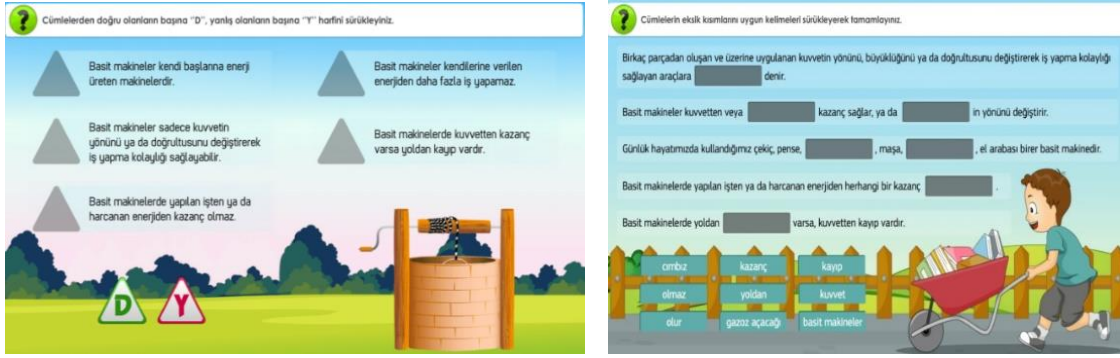 ?
Cümlelerden doğru olanların başına "D", yanlış olanların başına "Y" harfini sürükleyiniz.
Basit makineler kendi başlarına enerji
üreten makinelerdir.
Basit makineler kendilerine verilen
enerjiden daha fazla iş yapamaz.
Basit makineler sadece kuvvetin
yönünü ya da doğrultusunu değiştirerek
iş yapma kolaylığı sağlayabilir.
Basit makinelerde kuvvetten kazanç
varsa yoldan kayıp vardır.
Basit makinelerde yapılan işten ya da
harcanan enerjiden kazanç olmaz.
D Y
?
Cümlelerin eksik kısımlarını uygun kelimeleri sürükleyerek tamamlayınız.
Birkaç parçadan oluşan ve üzerine uygulanan kuvvetin yönünü, büyüklüğünü ya da doğrultusunu değiştirerek iş yapma kolaylığı
sağlayan araçlara denir.
Basit makineler kuvvetten veya kazanç sağlar, ya da in yönünü değiştirir.
Günlük hayatımızda kullandığımız çekiç, pense, , maşa, , el arabası birer basit makinedir.
Basit makinelerde yapılan işten ya da harcanan enerjiden herhangi bir kazanç .
Basit makinelerde yoldan varsa, kuvvetten kayıp vardır.
cımbız kazanç kayıp
olmaz yoldan kuvvet
olur gazoz açacağı basit makineler